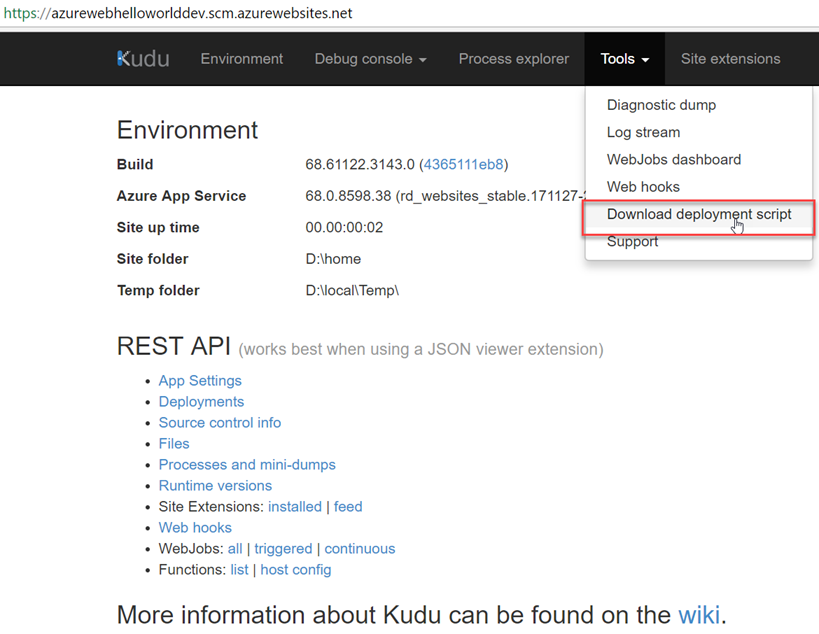 https://azurewebhelloworlddev.scm.azurewebsites.net
Kudu Environment Debug console Process explorer Tools Site extensions
Diagnostic dump
Log stream
WebJobs dashboard
Web hooks
Download deployment script
Support
Environment
Build 68.61122.3143.0 (4365111eb8)
Azure App Service 68.0.8598.38 (rd_websites_stable.171127-
Site up time 00.00:00:02
Site folder D:\home
Temp folder D:\local\Temp\
REST API (works best when using a JSON viewer extension)
• App Settings
• Deployments
• Source control info
• Files
• Processes and mini-dumps
• Runtime versions
• Site Extensions: installed | feed
• Web hooks
• WebJobs: all | triggered | continuous
• Functions: list | host config
More information about Kudu can be found on the wiki.